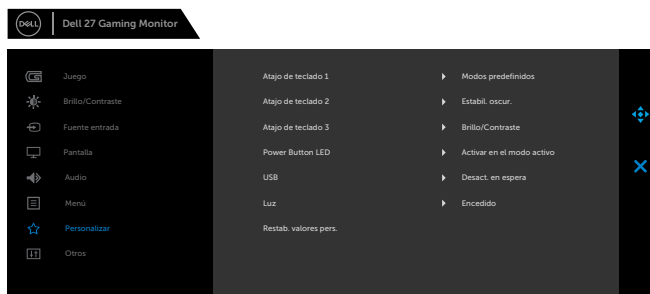 DELL Dell 27 Gaming Monitor
Juego Atajo de teclado 1 Modos predefinidos
Brillo/Contraste Atajo de teclado 2 Estabil. oscur.
Fuente entrada Atajo de teclado 3 Brillo/Contraste
Pantalla Power Button LED Activar en el modo activo
Audio USB Desact. en espera
Menú Luz Encedido
Personalizar Restab. valores pers.
Otros